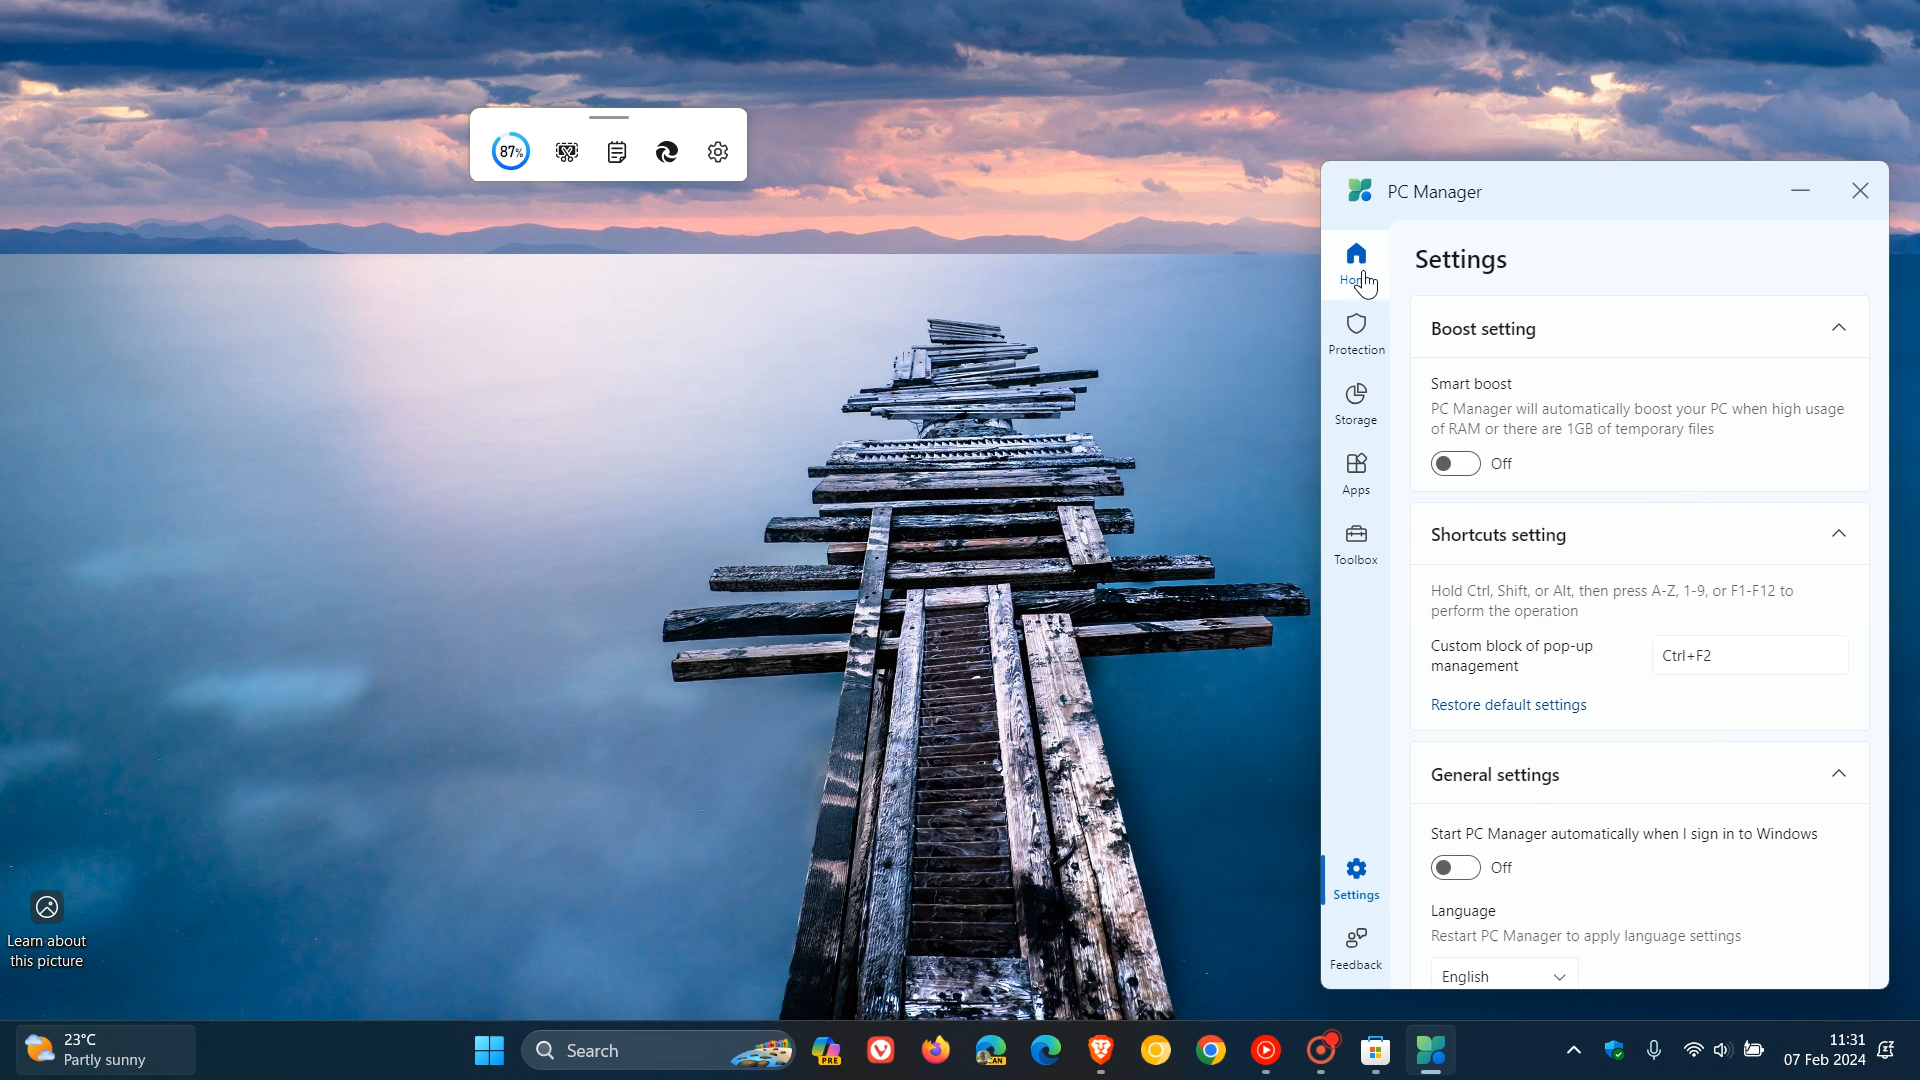 87%
PC Manager
Home
Protection
Storage
Apps
Toolbox
Settings
Feedback
Settings
Boost setting
Smart boost
PC Manager will automatically boost your PC when high usage
of RAM or there are 1GB of temporary files
Off
Shortcuts setting
Hold Ctrl, Shift, or Alt, then press A-Z, 1-9, or F1-F12 to
perform the operation
Custom block of pop-up
management
Ctrl+F2
Restore default settings
General settings
Start PC Manager automatically when I sign in to Windows
Off
Language
Restart PC Manager to apply language settings
English
Learn about
this picture
23°C
Partly sunny
Search
PRE
CAN
11:31
07 Feb 2024